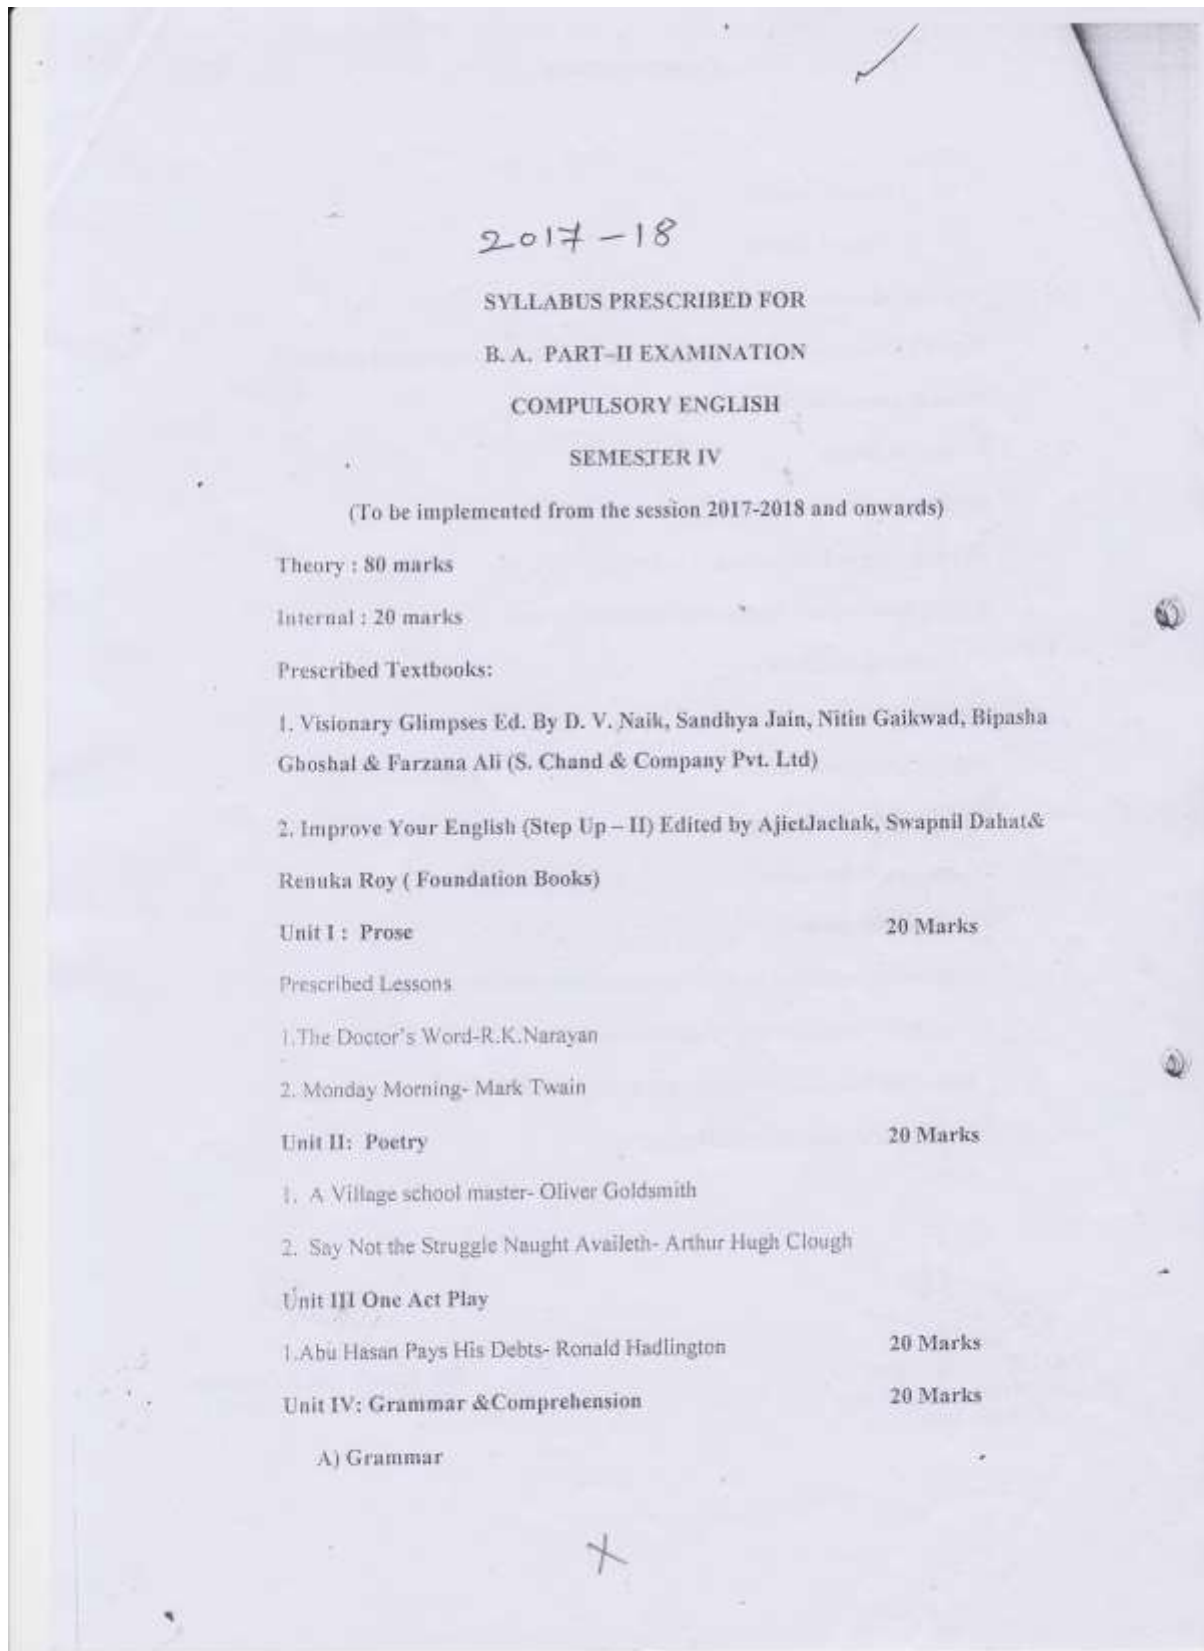 2017-18
SYLLABUS PRESCRIBED FOR
B. A. PART–II EXAMINATION
COMPULSORY ENGLISH
SEMESTER IV
(To be implemented from the session 2017-2018 and onwards)
Theory : 80 marks
Internal : 20 marks
Prescribed Textbooks:
1. Visionary Glimpses Ed. By D. V. Naik, Sandhya Jain, Nitin Gaikwad, Bipasha
Ghoshal & Farzana Ali (S. Chand & Company Pvt. Ltd)
2. Improve Your English (Step Up – II) Edited by AjietJachak, Swapnil Dahat&
Renuka Roy ( Foundation Books)
Unit I : Prose 20 Marks
Prescribed Lessons
1.The Doctor's Word-R.K.Narayan
2. Monday Morning- Mark Twain
Unit II: Poetry 20 Marks
1. A Village school master- Oliver Goldsmith
2. Say Not the Struggle Naught Availeth- Arthur Hugh Clough
Unit III One Act Play
1.Abu Hasan Pays His Debts- Ronald Hadlington 20 Marks
Unit IV: Grammar &Comprehension 20 Marks
A) Grammar